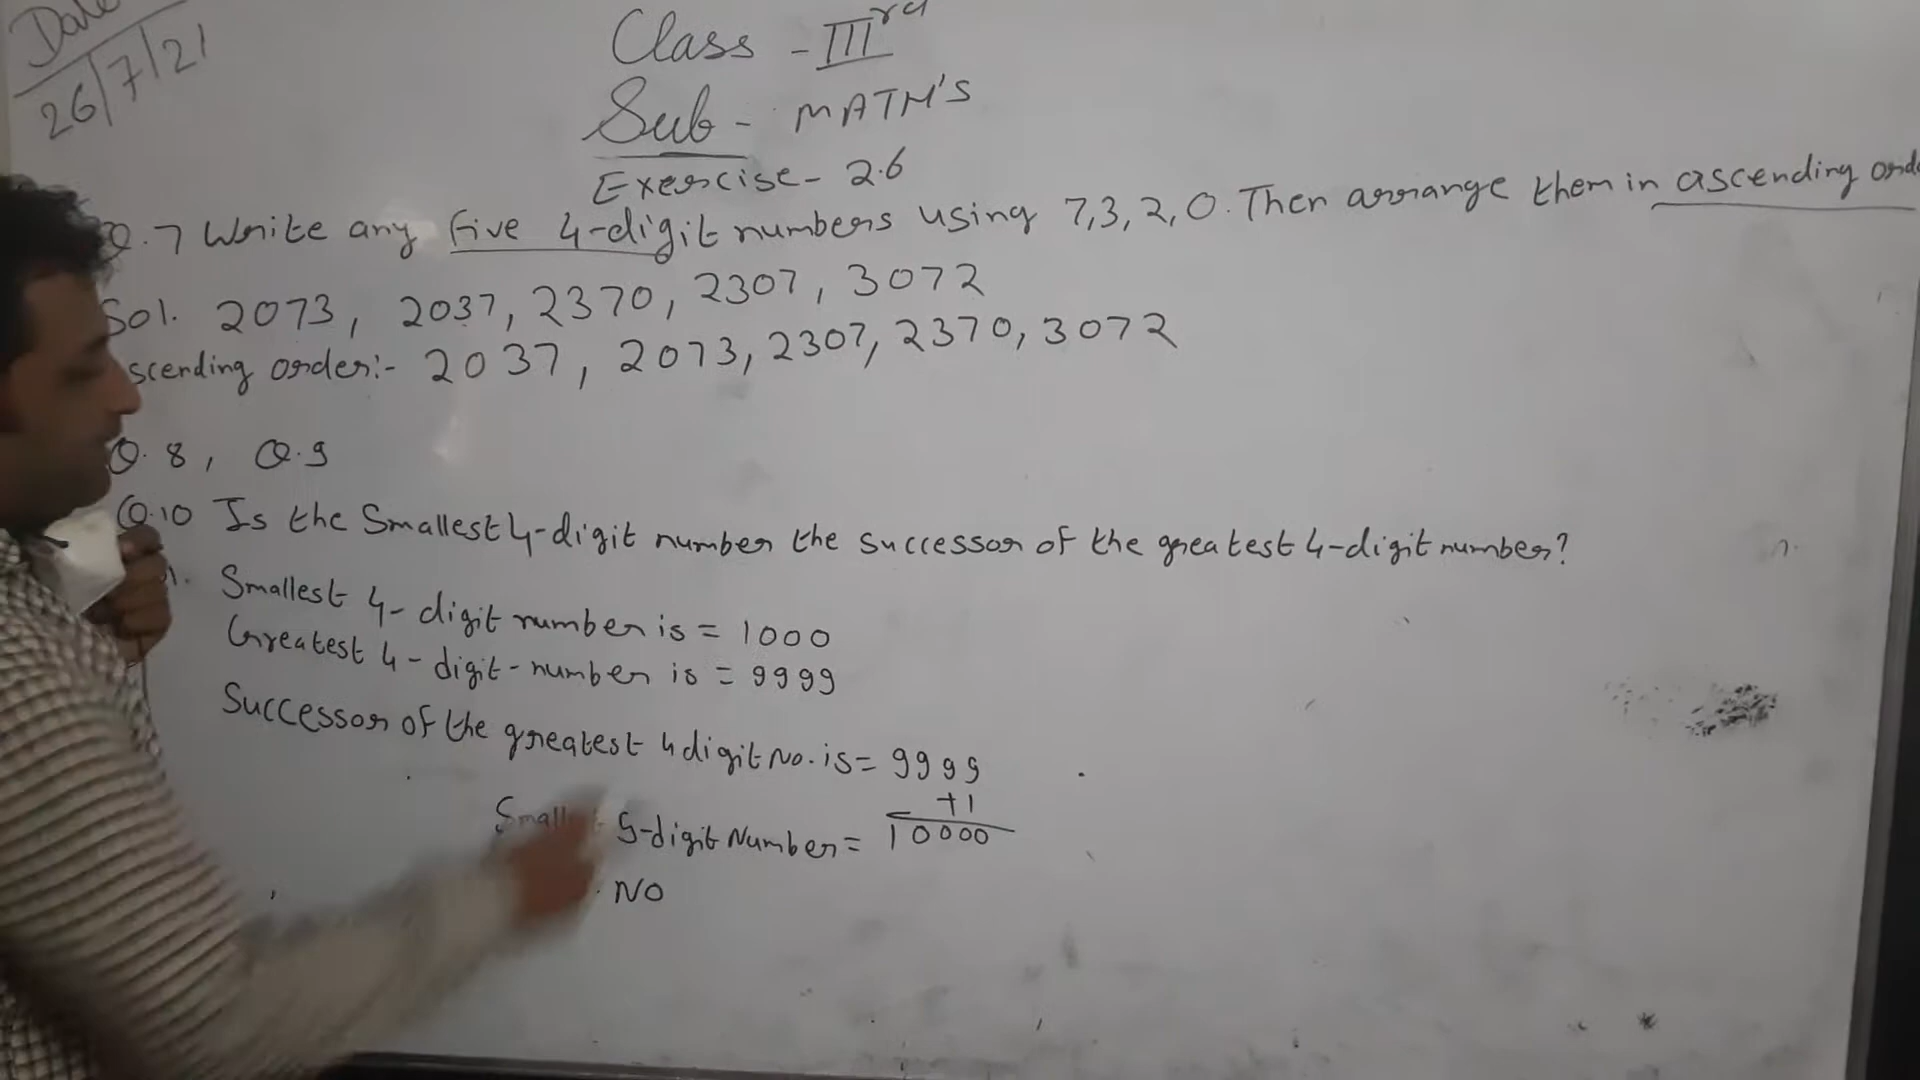 Date
26/7/21
Class - IIIrd
Sub - MATH'S
Exercise - 2.6
Q.7 Write any five 4-digit numbers using 7,3,2,0. Then arrange them in ascending orde
Sol. 2073, 2037, 2370, 2307, 3072
scending order:- 2037, 2073, 2307, 2370, 3072
Q.8, Q.9
Q.10 Is the Smallest 4-digit number the successor of the greatest 4-digit number?
Smallest 4-digit number is = 1000
Greatest 4-digit-number is = 9999
Successor of the greatest 4 digit No. is = 9999
+1
5-digit Number = 10000
NO